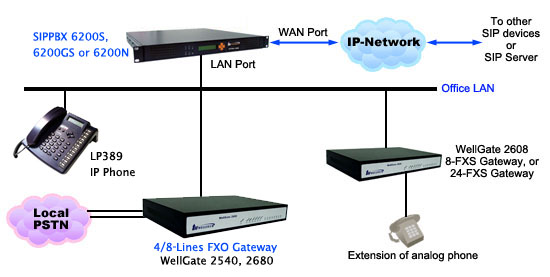 SIPPBX 6200S,
6200GS or 6200N
WAN Port
IP-Network
To other
SIP devices
or
SIP Server
LAN Port
Office LAN
LP389
IP Phone
WellGate 2608
8-FXS Gateway, or
24-FXS Gateway
Local
PSTN
4/8-Lines FXO Gateway
WellGate 2540, 2680
Extension of analog phone